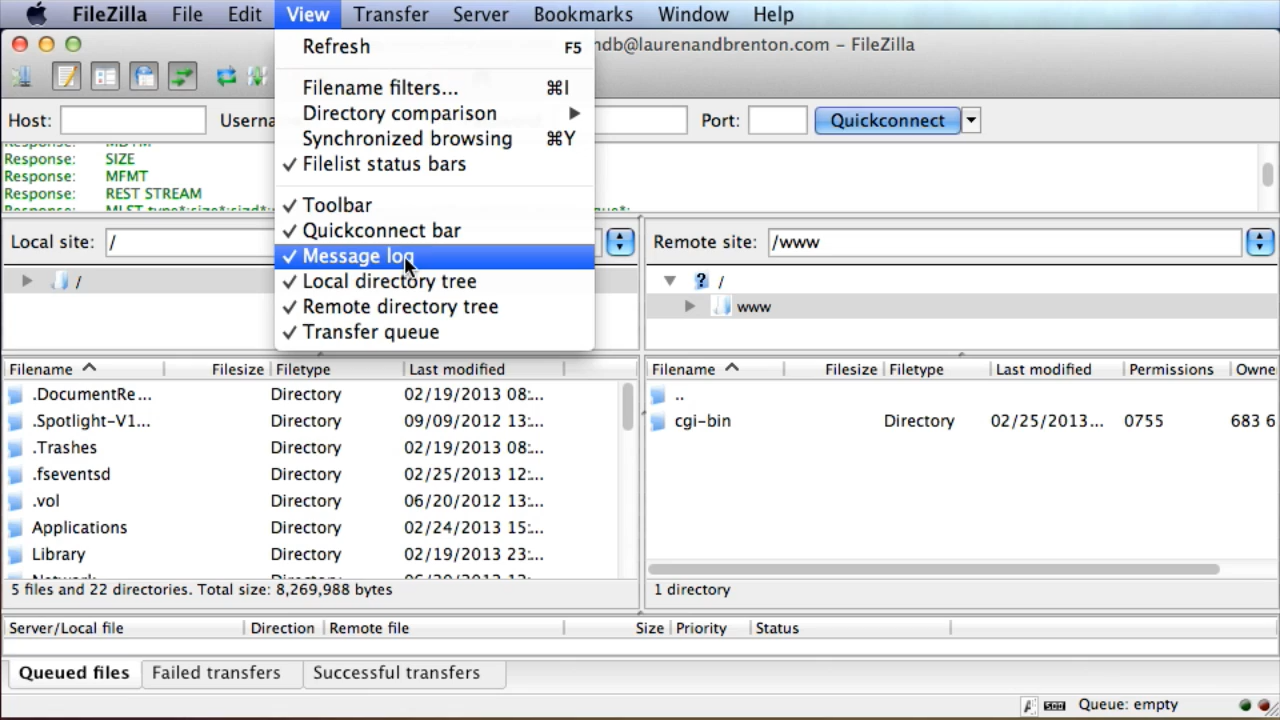 FileZilla File Edit View Transfer Server Bookmarks Window Help
ndb@laurenandbrenton.com - FileZilla
Refresh F5
Filename filters... ⌘I
Directory comparison
Synchronized browsing ⌘Y
Filelist status bars
Toolbar
Quickconnect bar
Message log
Local directory tree
Remote directory tree
Transfer queue
Host: Userna Port: Quickconnect
Response: SIZE
Response: MFMT
Response: REST STREAM
Local site: /
/
Remote site: /www
/
www
Filename Filesize Filetype Last modified
.DocumentRe... Directory 02/19/2013 08:...
.Spotlight-V1... Directory 09/09/2012 13:...
.Trashes Directory 02/19/2013 08:...
.fseventsd Directory 02/25/2013 12:...
.vol Directory 06/20/2012 13:...
Applications Directory 02/24/2013 15:...
Library Directory 02/19/2013 23:...
5 files and 22 directories. Total size: 8,269,988 bytes
Filename Filesize Filetype Last modified Permissions Owne
..
cgi-bin Directory 02/25/2013... 0755 683 6
1 directory
Server/Local file Direction Remote file Size Priority Status
Queued files Failed transfers Successful transfers
Queue: empty